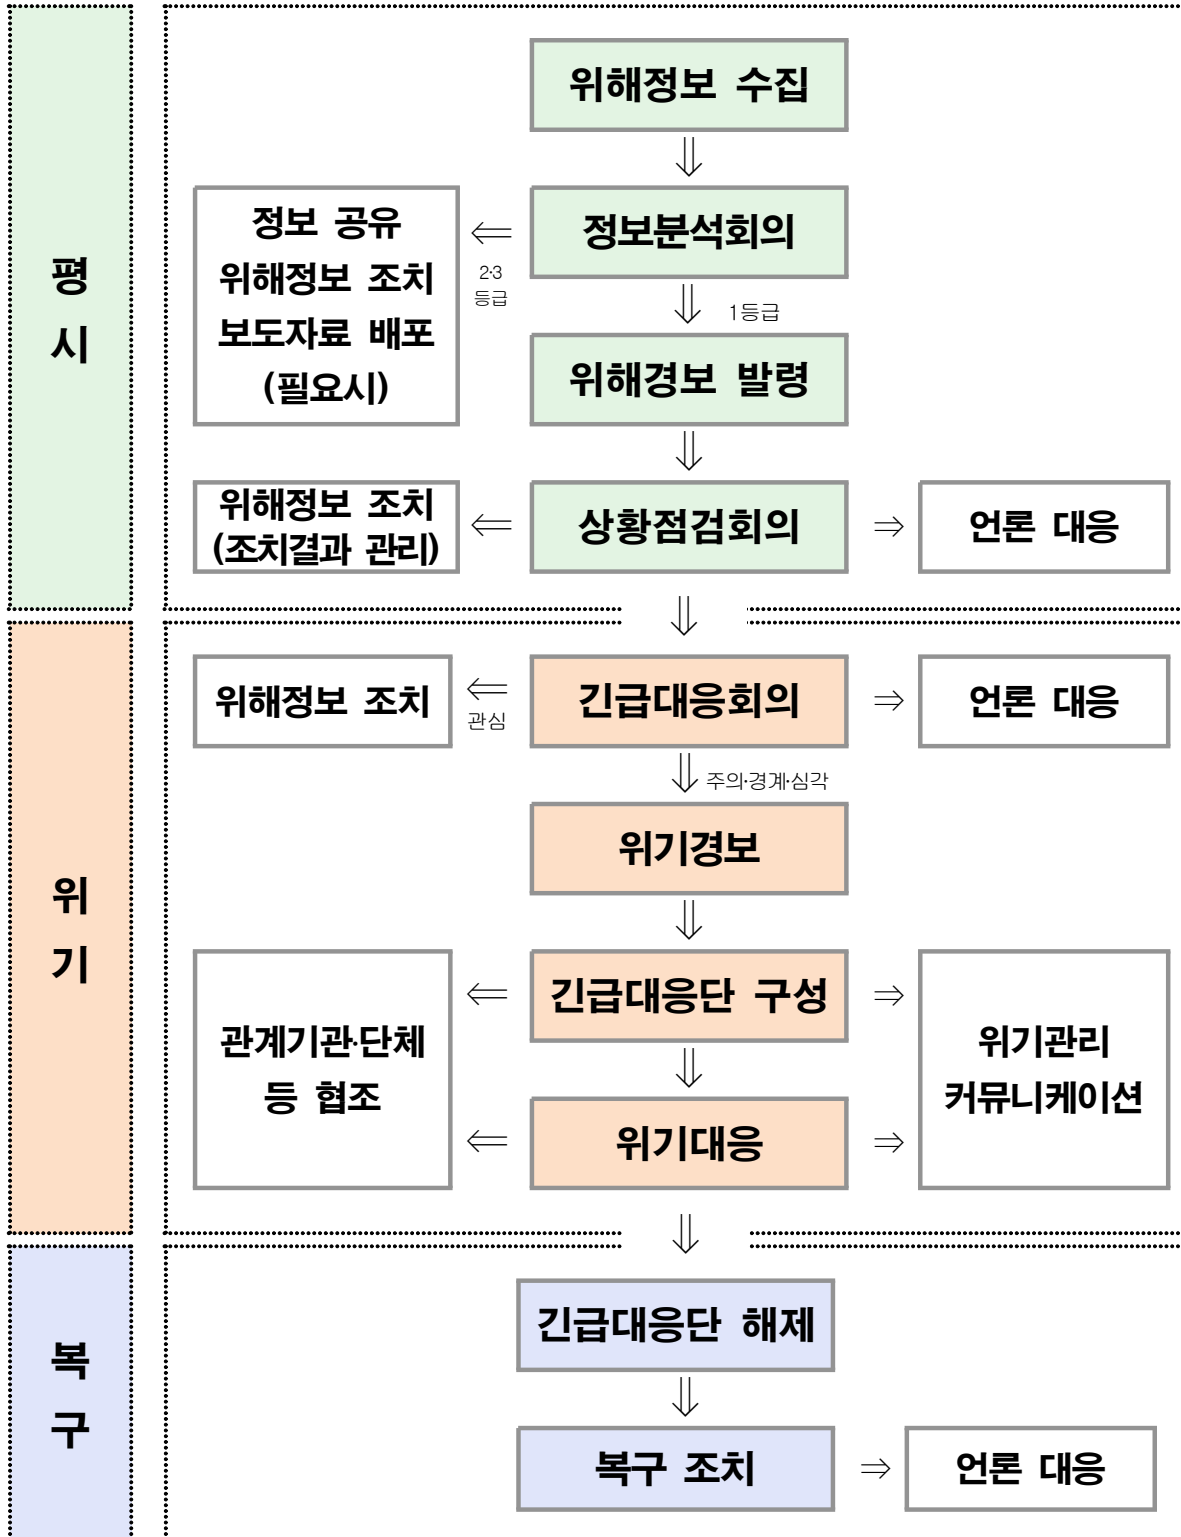 평
시
위해정보 수집
⇓
정보 공유
위해정보 조치
보도자료 배포
(필요시)
⇐
2·3
등급
정보분석회의
⇓ 1등급
위해경보 발령
⇓
위해정보 조치
(조치결과 관리)
⇐
상황점검회의
⇒
언론 대응
⇓
위
기
위해정보 조치
⇐
관심
긴급대응회의
⇒
언론 대응
⇓ 주의·경계·심각
위기경보
⇓
관계기관·단체
등 협조
⇐
긴급대응단 구성
⇒
위기관리
커뮤니케이션
⇓
⇐
위기대응
⇒
⇓
복
구
긴급대응단 해제
⇓
복구 조치
⇒
언론 대응